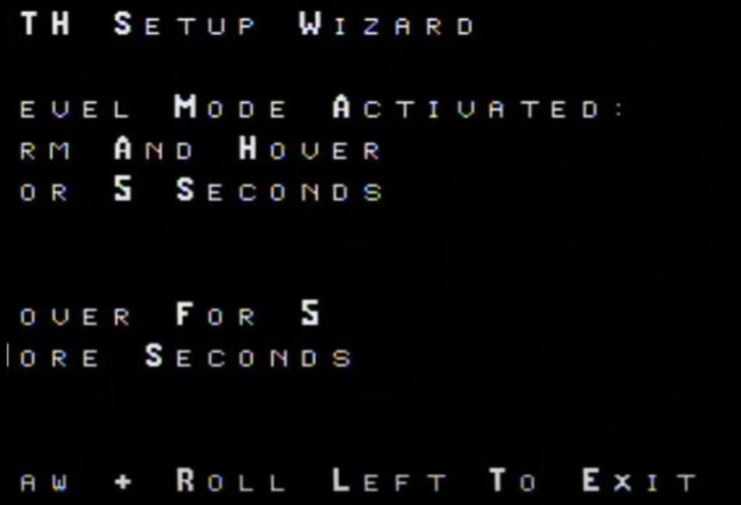 TH SETUP WIZARD
EVEL MODE ACTIVATED:
RM AND HOVER
OR 5 SECONDS
OVER FOR 5
ORE SECONDS
AW + ROLL LEFT TO EXIT